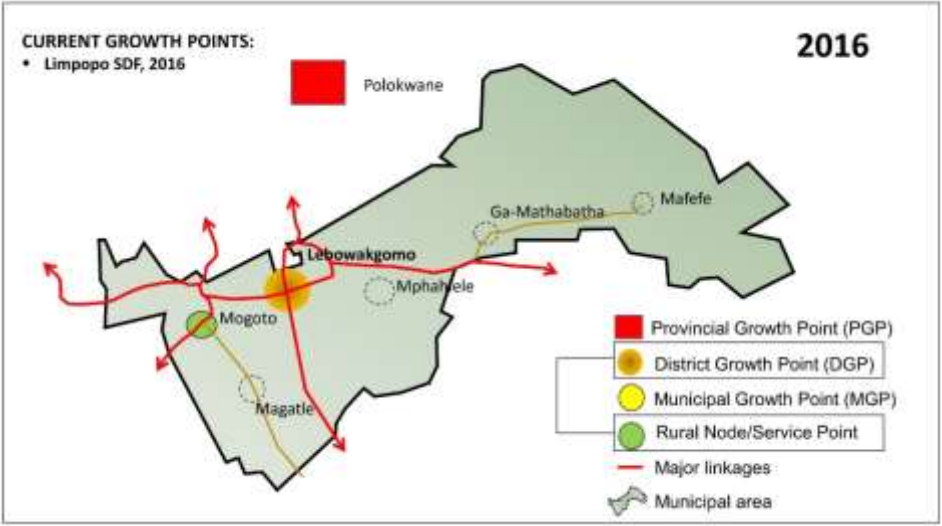 CURRENT GROWTH POINTS:
• Limpopo SDF, 2016
2016
Polokwane
Mafefe
Ga-Mathabatha
Lebowakgomo
Mphahlele
Mogoto
Magatle
Provincial Growth Point (PGP)
District Growth Point (DGP)
Municipal Growth Point (MGP)
Rural Node/Service Point
Major linkages
Municipal area